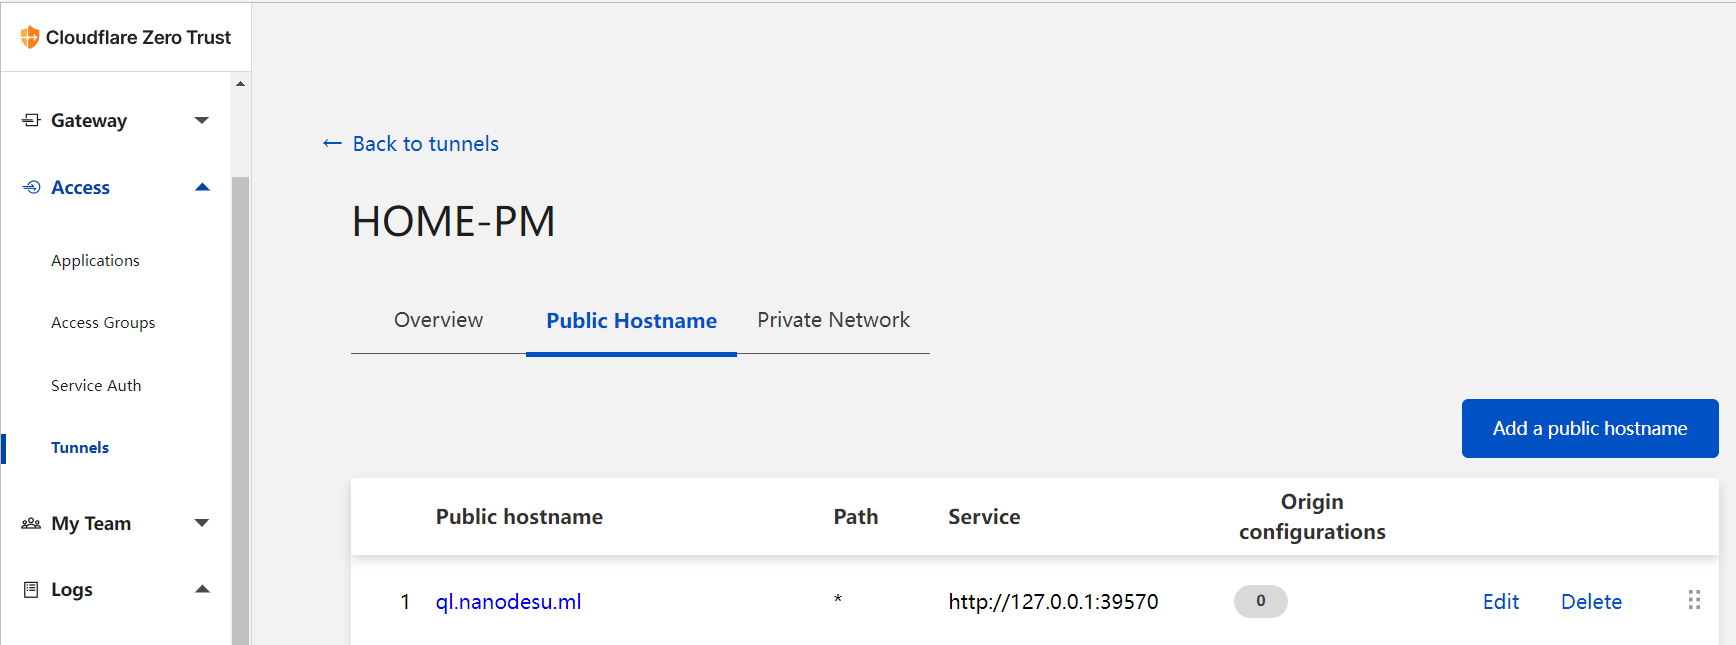 Cloudflare Zero Trust
Gateway
Access
Applications
Access Groups
Service Auth
Tunnels
My Team
Logs
← Back to tunnels
HOME-PM
Overview Public Hostname Private Network
Add a public hostname
Public hostname Path Service Origin configurations
1 ql.nanodesu.ml * http://127.0.0.1:39570 0 Edit Delete